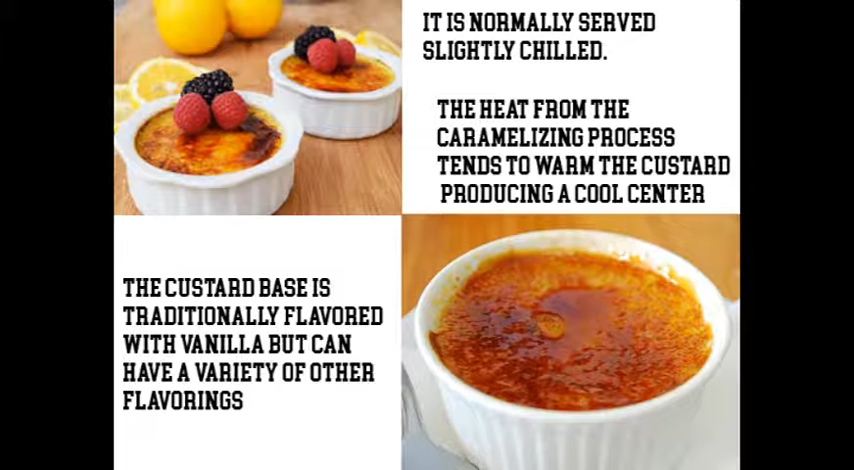 IT IS NORMALLY SERVED
SLIGHTLY CHILLED.
THE HEAT FROM THE
CARAMELIZING PROCESS
TENDS TO WARM THE CUSTARD
PRODUCING A COOL CENTER
THE CUSTARD BASE IS
TRADITIONALLY FLAVORED
WITH VANILLA BUT CAN
HAVE A VARIETY OF OTHER
FLAVORINGS